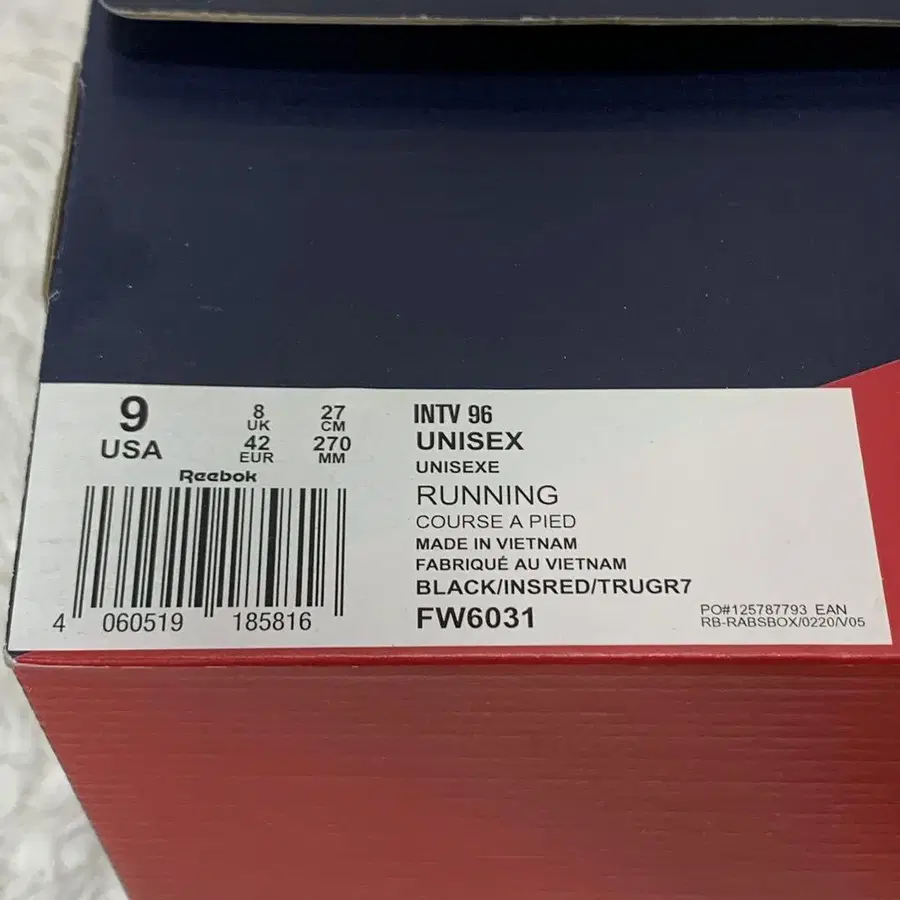 9
USA
8
UK
42
EUR
27
CM
270
MM
Reebok
4 060519 185816
INTV 96
UNISEX
UNISEXE
RUNNING
COURSE A PIED
MADE IN VIETNAM
FABRIQUÉ AU VIETNAM
BLACK/INSRED/TRUGR7
FW6031
PO#125787793 EAN
RB-RABSBOX/0220/V05